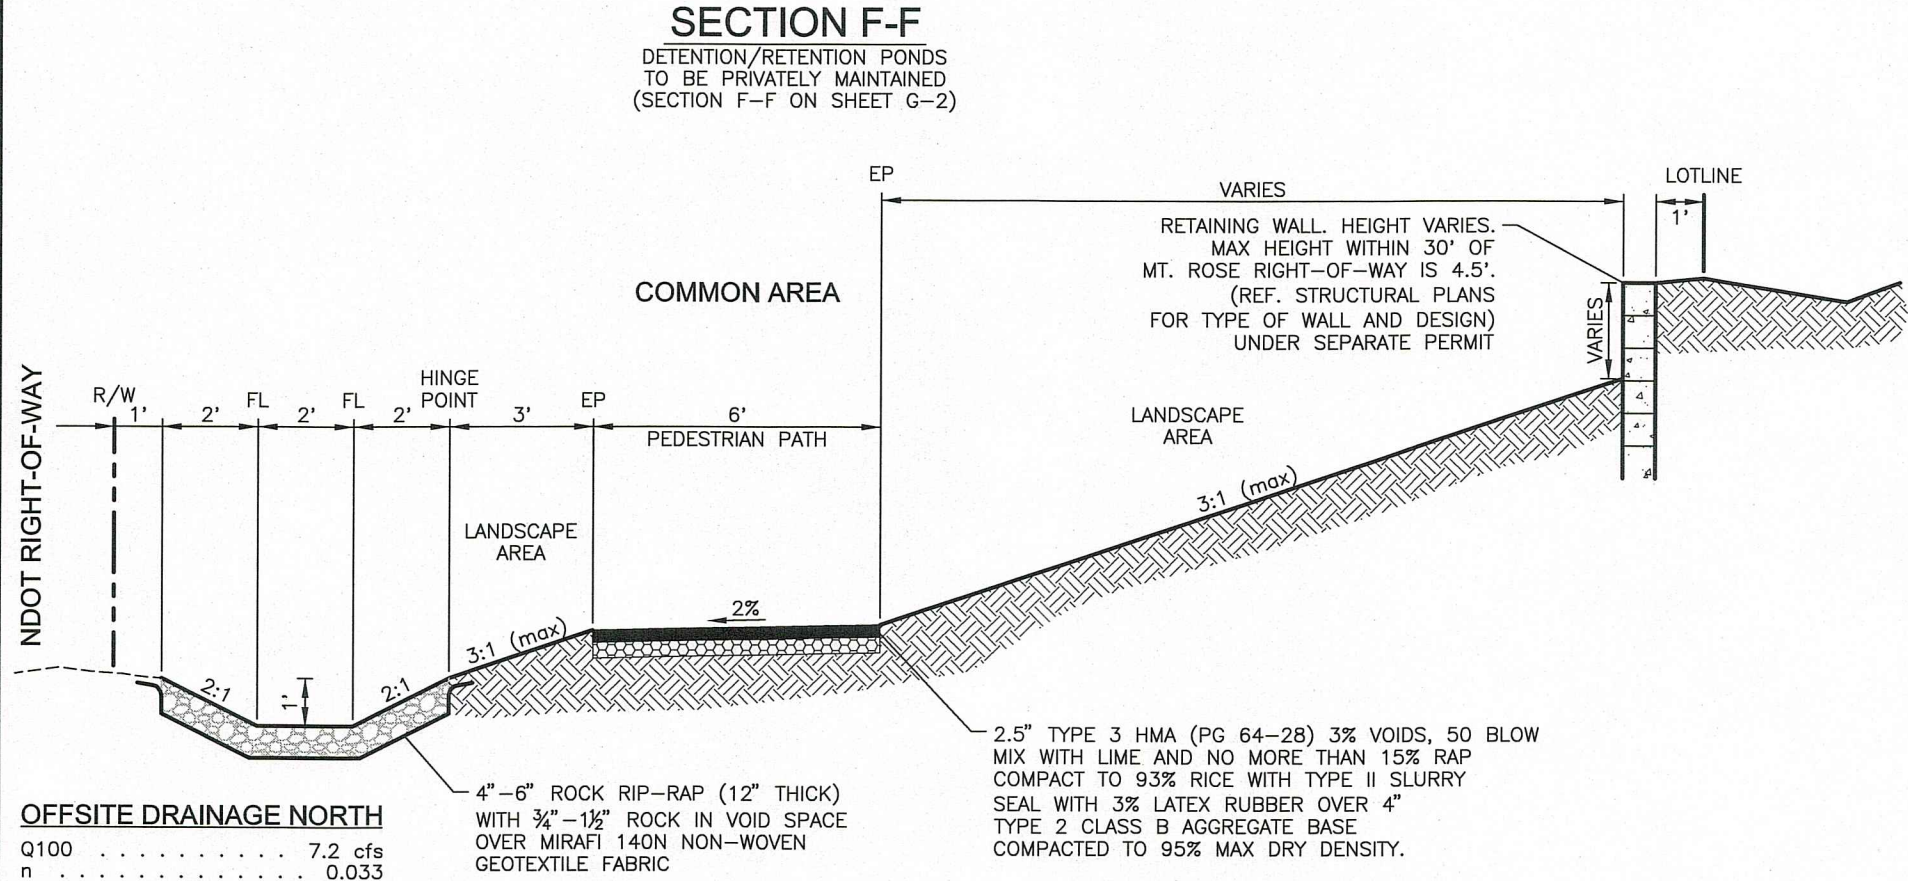 SECTION F-F
DETENTION/RETENTION PONDS
TO BE PRIVATELY MAINTAINED
(SECTION F-F ON SHEET G-2)
EP
VARIES
LOTLINE
1'
RETAINING WALL. HEIGHT VARIES.
MAX HEIGHT WITHIN 30' OF
MT. ROSE RIGHT-OF-WAY IS 4.5'.
(REF. STRUCTURAL PLANS
FOR TYPE OF WALL AND DESIGN)
UNDER SEPARATE PERMIT
VARIES
COMMON AREA
NDOT RIGHT-OF-WAY
R/W
1'
2'
FL
2'
FL
2'
HINGE
POINT
3'
EP
6'
PEDESTRIAN PATH
LANDSCAPE
AREA
LANDSCAPE
AREA
3:1 (max)
2%
3:1 (max)
2:1
1'
2:1
2.5" TYPE 3 HMA (PG 64-28) 3% VOIDS, 50 BLOW
MIX WITH LIME AND NO MORE THAN 15% RAP
COMPACT TO 93% RICE WITH TYPE II SLURRY
SEAL WITH 3% LATEX RUBBER OVER 4"
TYPE 2 CLASS B AGGREGATE BASE
COMPACTED TO 95% MAX DRY DENSITY.
4"-6" ROCK RIP-RAP (12" THICK)
WITH ¾"-1½" ROCK IN VOID SPACE
OVER MIRAFI 140N NON-WOVEN
GEOTEXTILE FABRIC
OFFSITE DRAINAGE NORTH
Q100 . . . . . . . . . . . 7.2 cfs
n . . . . . . . . . . . . . 0.033